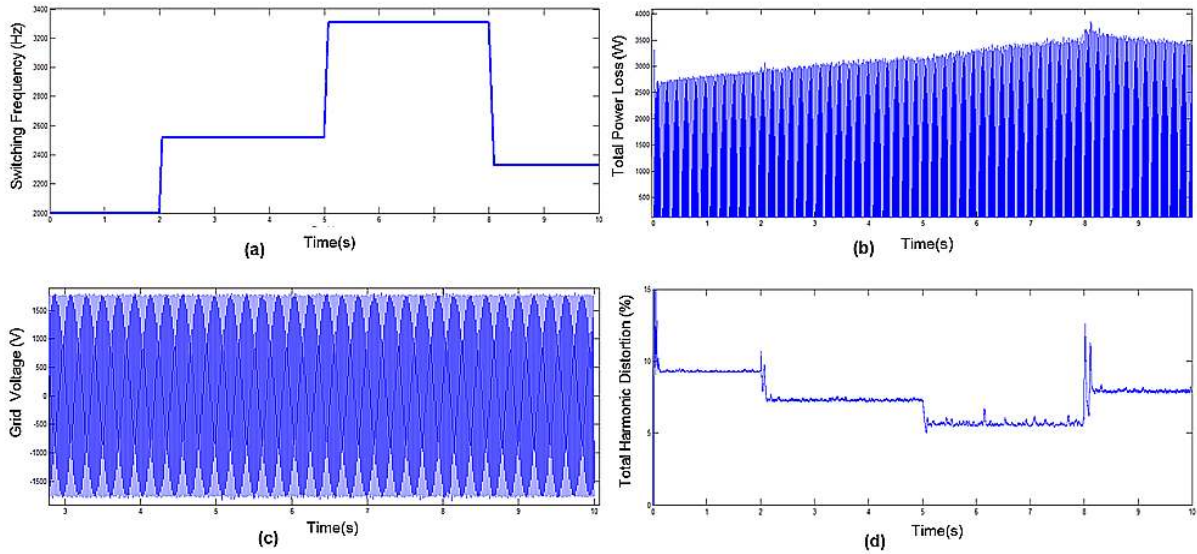 Switching Frequency (Hz)
3400
3200
3000
2800
2600
2400
2200
2000
0 1 2 3 4 5 6 7 8 9 10
Time(s)
(a)
Total Power Loss (W)
4000
3500
3000
2500
2000
1500
1000
500
0 1 2 3 4 5 6 7 8 9 10
Time(s)
(b)
Grid Voltage (V)
1500
1000
500
0
-500
-1000
-1500
3 4 5 6 7 8 9 10
Time(s)
(c)
Total Harmonic Distortion (%)
15
10
5
0
0 1 2 3 4 5 6 7 8 9 10
Time(s)
(d)